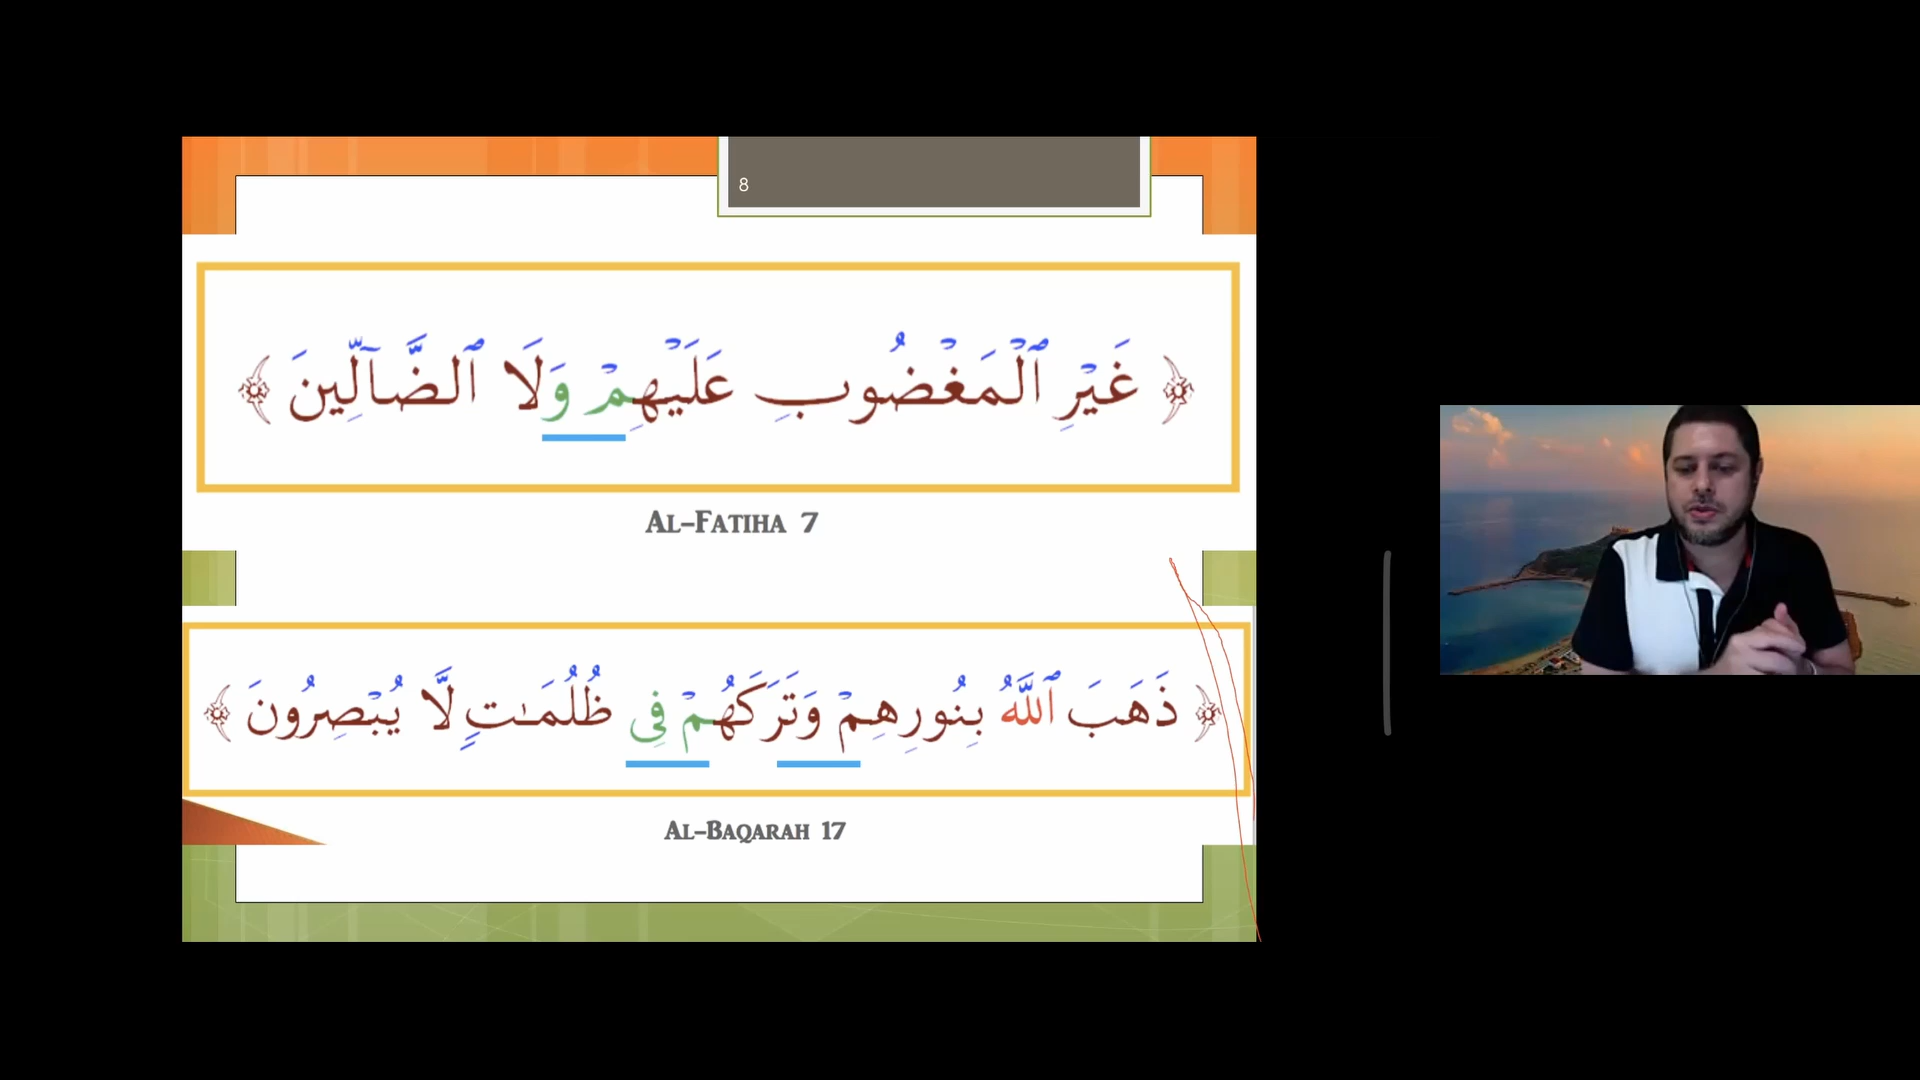 8
﴿ غَيْرِ ٱلْمَغْضُوبِ عَلَيْهِمْ وَلَا ٱلضَّآلِّينَ ﴾
AL-FATIHA 7
﴿ ذَهَبَ ٱللَّهُ بِنُورِهِمْ وَتَرَكَهُمْ فِى ظُلُمَـٰتٍ لَّا يُبْصِرُونَ ﴾
AL-BAQARAH 17